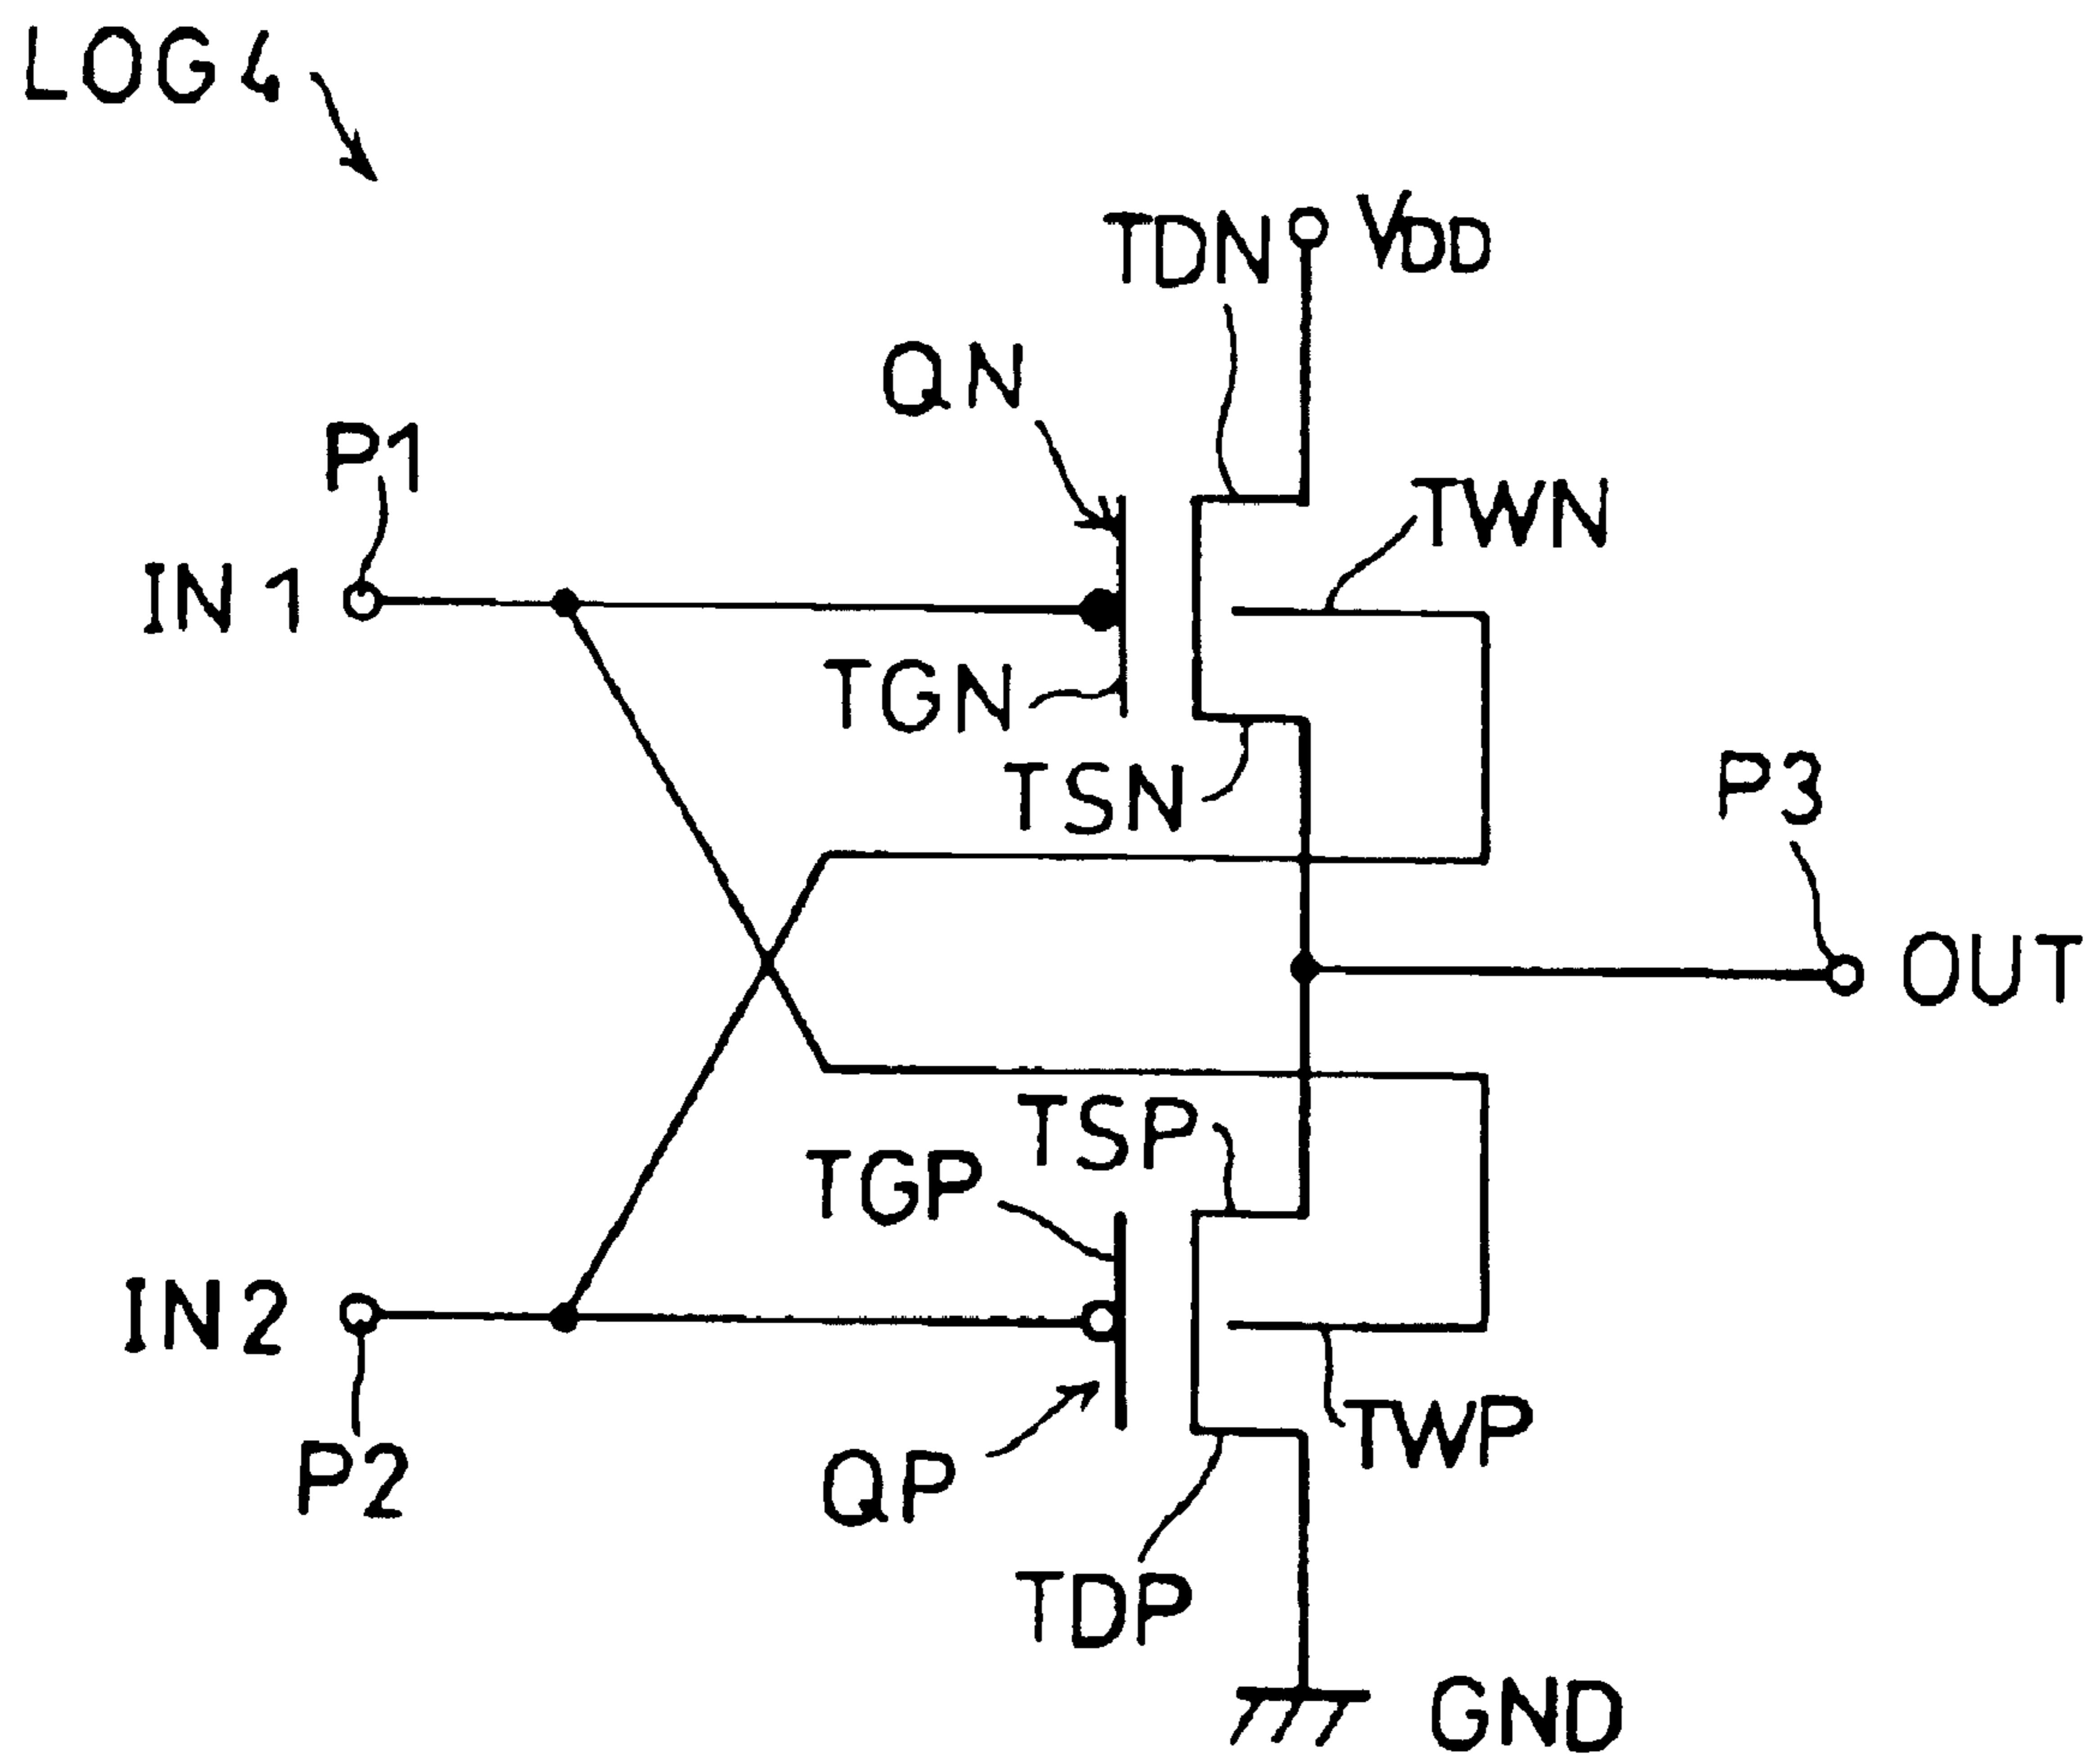 LOG4
TDN
VDD
QN
P1
TWN
IN1
TGN
TSN
P3
OUT
TSP
TGP
IN2
TWP
P2
QP
TDP
GND